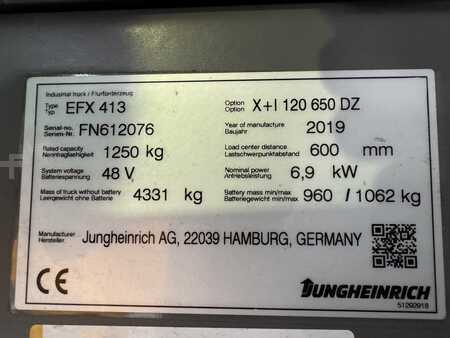 Industrial truck / Flurförderzeug
Type EFX 413 Option X+I 120 650 DZ
Typ Option
Serial-no. FN612076 Year of manufacture 2019
Serien-Nr. Baujahr
Rated capacity 1250 kg Load center distance 600 mm
Nenntragfähigkeit Lastschwerpunktabstand
System voltage 48 V Nominal power 6,9 kW
Batteriespannung Antriebsleistung
Mass of truck without battery 4331 kg Battery mass min/max 960 / 1062 kg
Leergewicht ohne Batterie Batteriegewicht min/max
Manufacturer Jungheinrich AG, 22039 HAMBURG, GERMANY
Hersteller
CE
JUNGHEINRICH
51292918